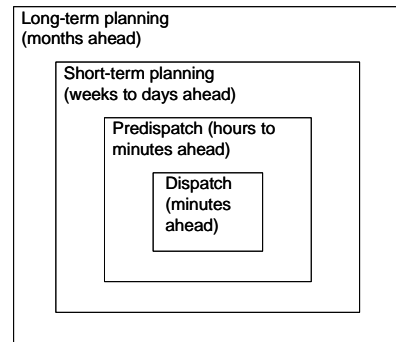 Long-term planning
(months ahead)
Short-term planning
(weeks to days ahead)
Predispatch (hours to
minutes ahead)
Dispatch
(minutes
ahead)